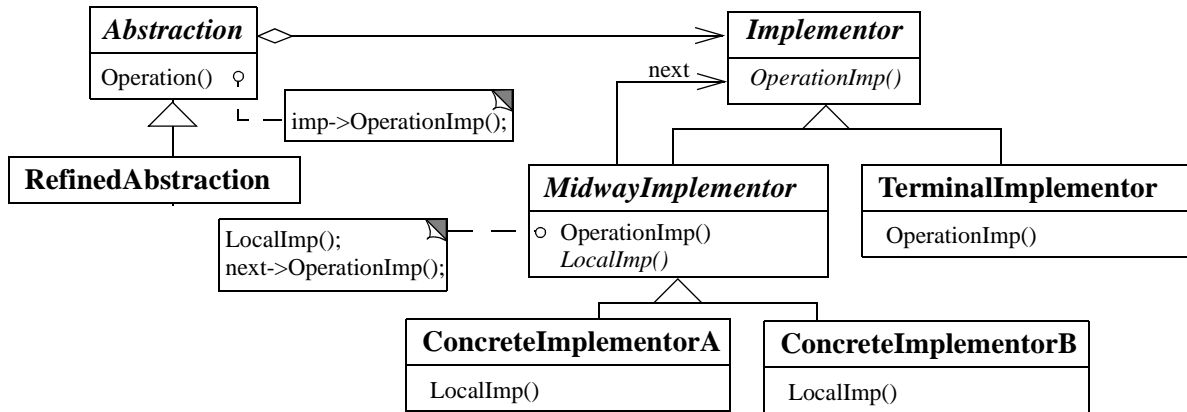 Abstraction
Operation()
imp->OperationImp();
RefinedAbstraction
Implementor
OperationImp()
next
MidwayImplementor
OperationImp()
LocalImp()
LocalImp();
next->OperationImp();
TerminalImplementor
OperationImp()
ConcreteImplementorA
LocalImp()
ConcreteImplementorB
LocalImp()